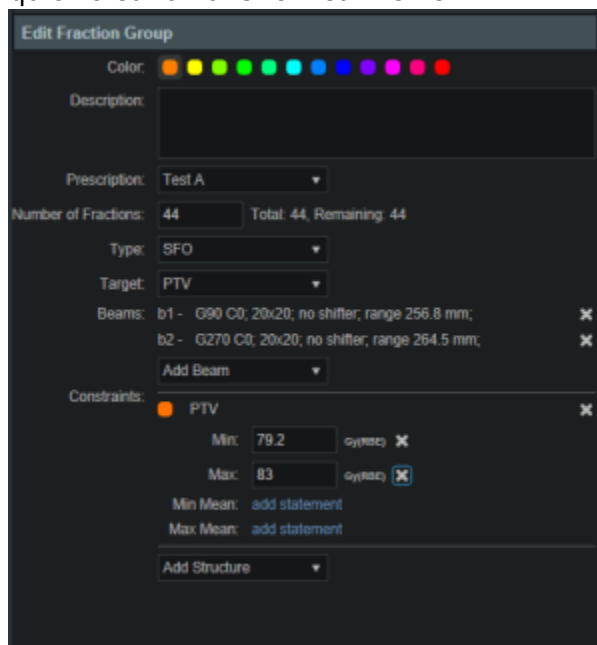 Edit Fraction Group
Color:
Description:
Prescription: Test A
Number of Fractions: 44 Total: 44, Remaining: 44
Type: SFO
Target: PTV
Beams: b1 - G90 C0; 20x20; no shifter; range 256.8 mm;
b2 - G270 C0; 20x20; no shifter; range 264.5 mm;
Add Beam
Constraints:
PTV
Min: 79.2 Gy(RBE)
Max: 83 Gy(RBE)
Min Mean: add statement
Max Mean: add statement
Add Structure